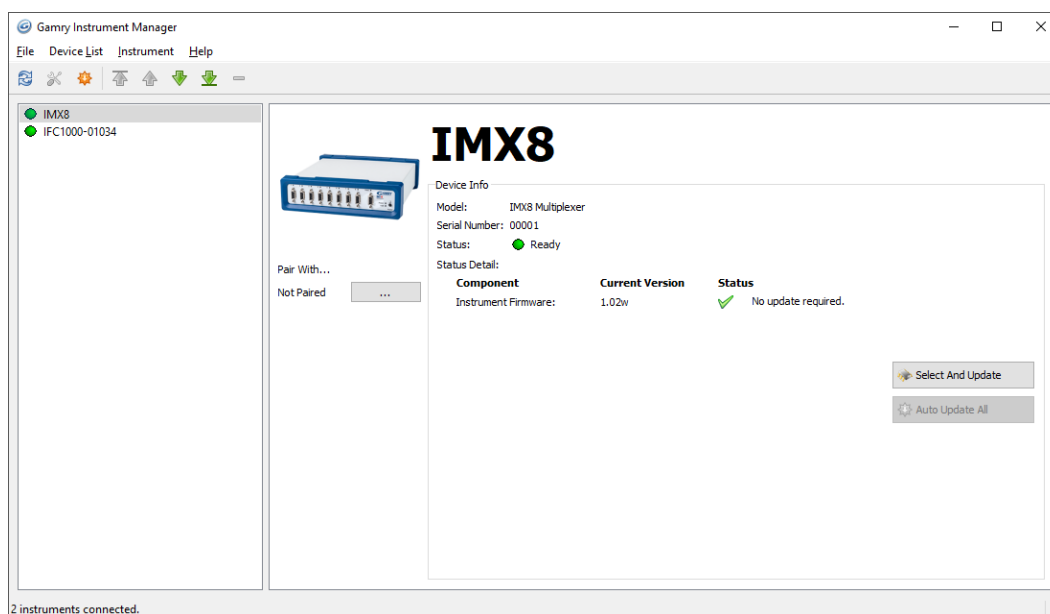 Gamry Instrument Manager
File Device List Instrument Help
IMX8
IFC1000-01034
IMX8
Device Info
Model: IMX8 Multiplexer
Serial Number: 00001
Status: Ready
Status Detail:
Component Current Version Status
Instrument Firmware: 1.02w No update required.
Pair With...
Not Paired ...
Select And Update
Auto Update All
2 instruments connected.